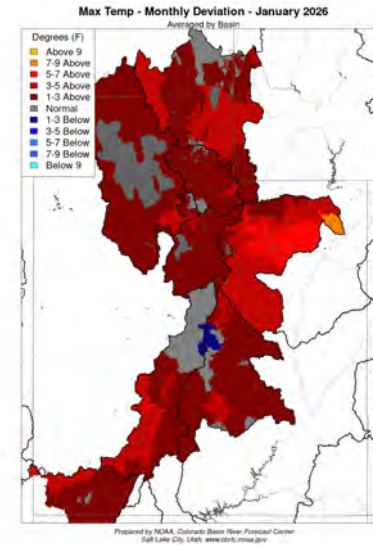 Max Temp - Monthly Deviation - January 2026
Averaged by Basin
Degrees (F)
Above 9
7-9 Above
5-7 Above
3-5 Above
1-3 Above
Normal
1-3 Below
3-5 Below
5-7 Below
7-9 Below
Below 9
Prepared by NOAA, Colorado Basin River Forecast Center
Salt Lake City, Utah, www.cbrfc.noaa.gov